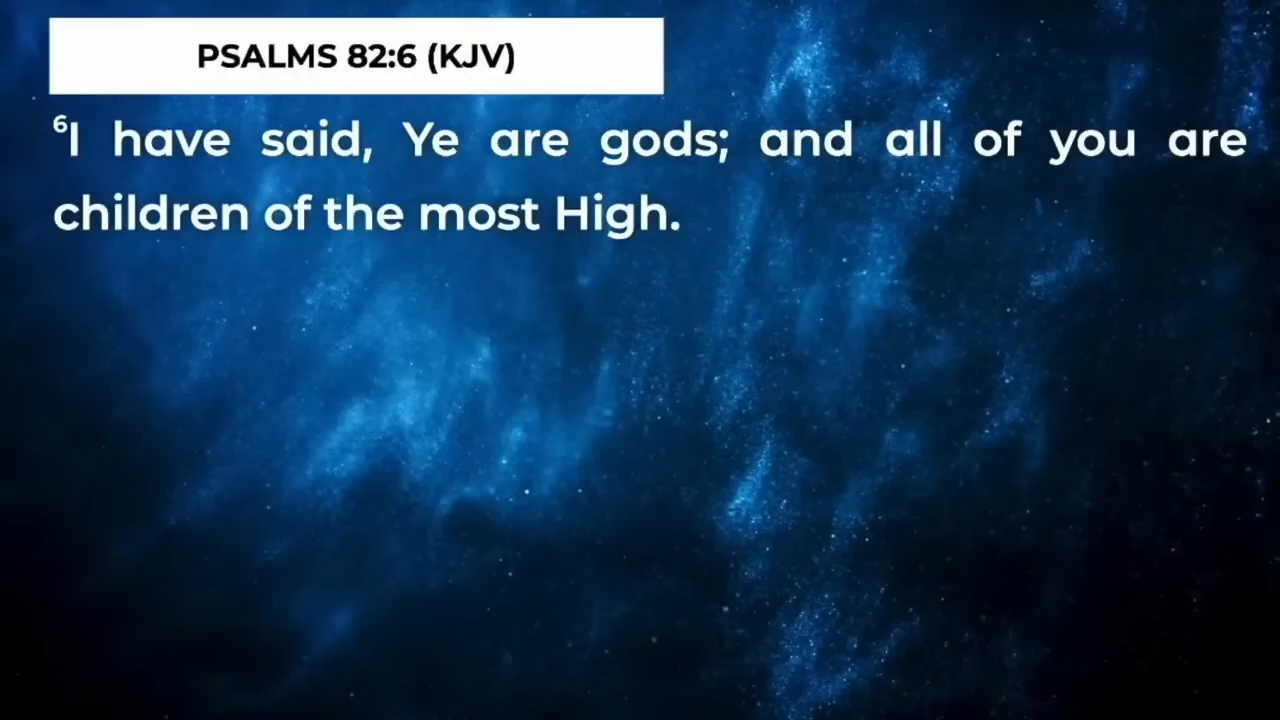 PSALMS 82:6 (KJV)
⁶I have said, Ye are gods; and all of you are
children of the most High.